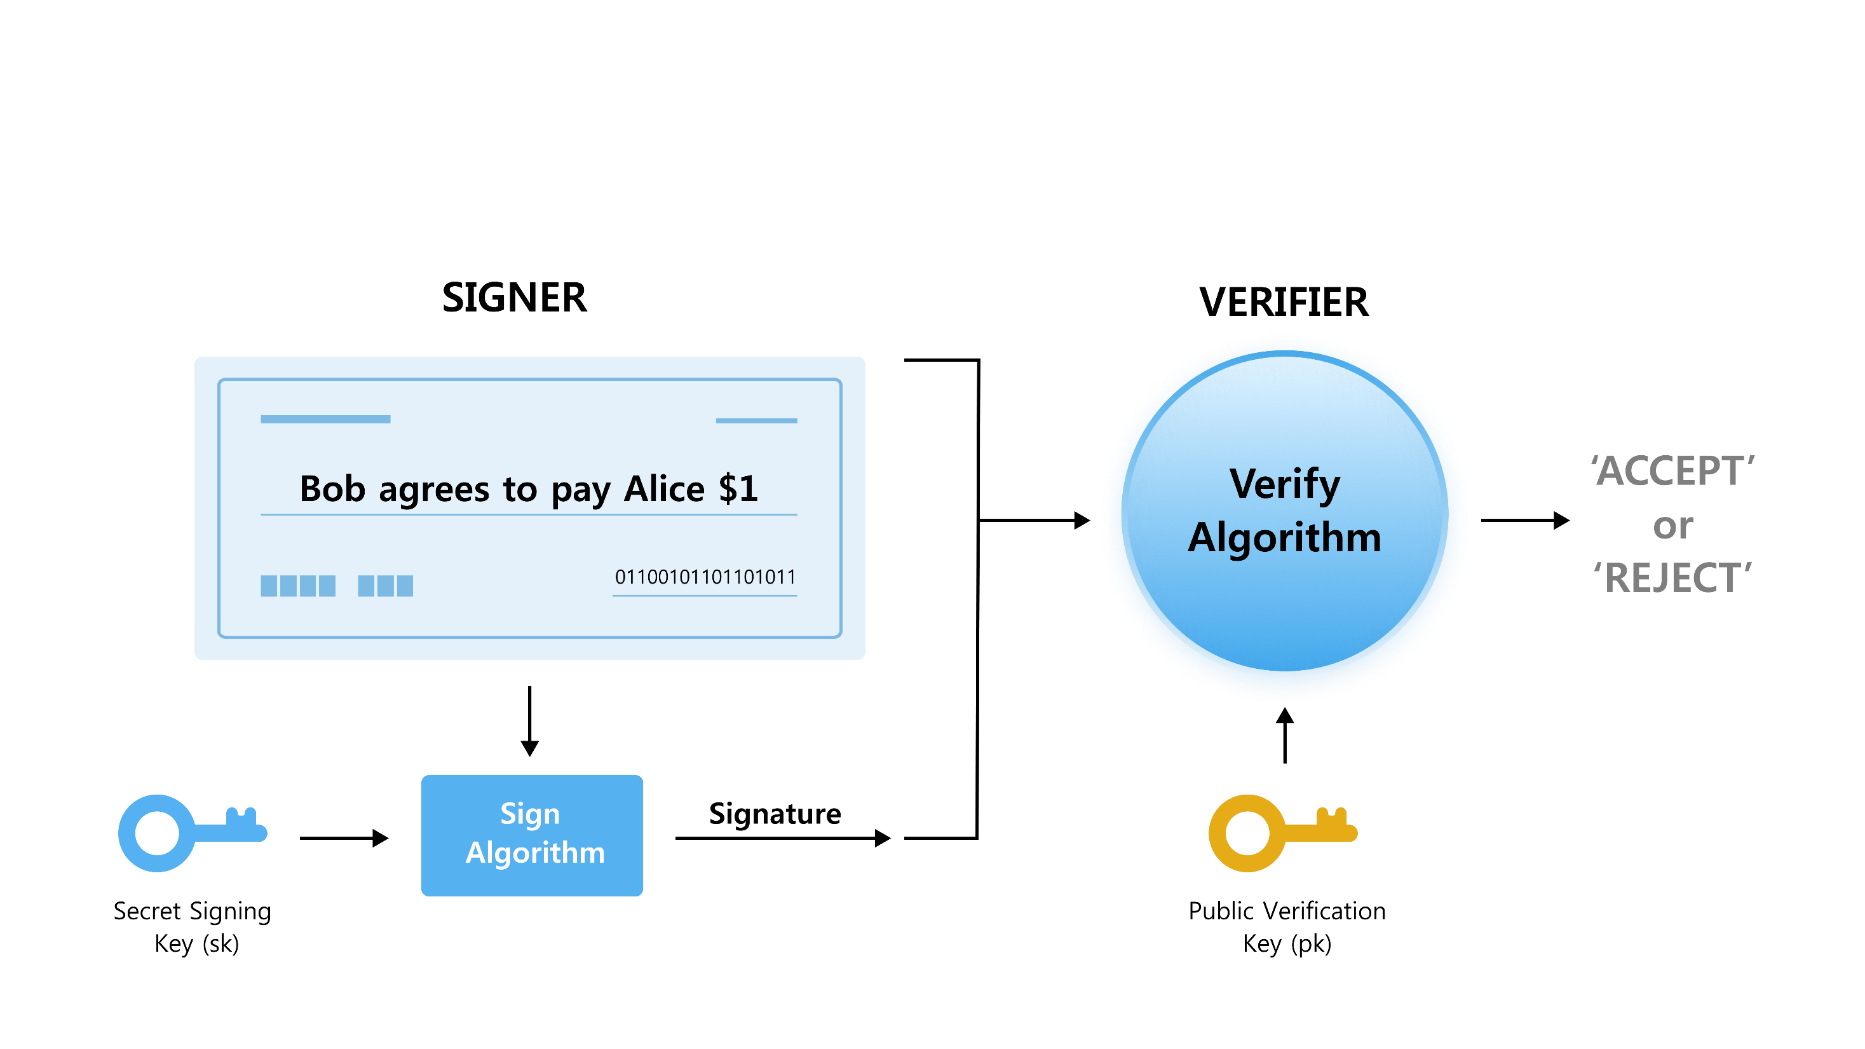 SIGNER
Bob agrees to pay Alice $1
01100101101101011
Sign
Algorithm
Signature
Secret Signing
Key (sk)
VERIFIER
Verify
Algorithm
Public Verification
Key (pk)
‘ACCEPT’
or
‘REJECT’